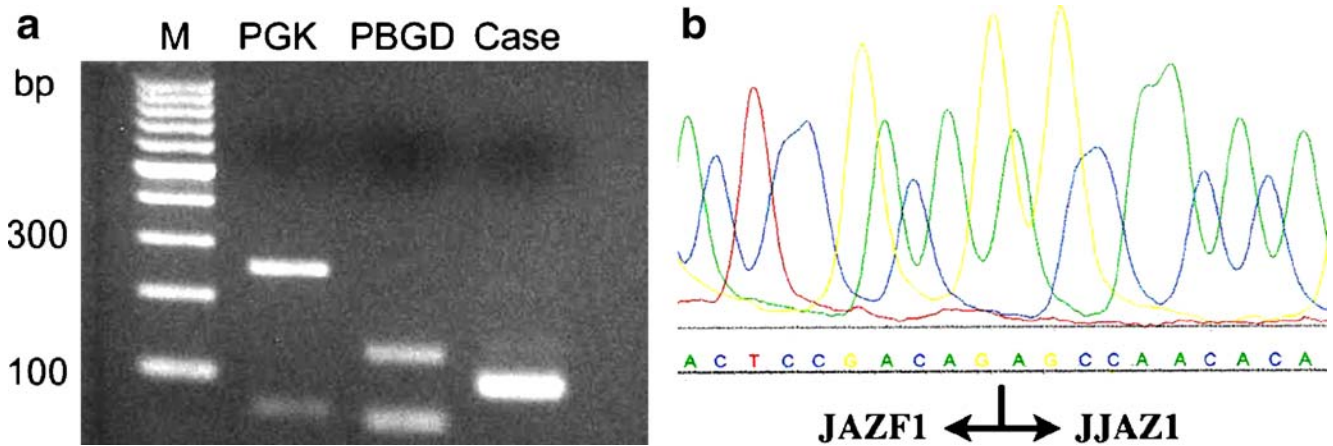 a
M PGK PBGD Case
bp
300
100
b
A C T C C G A C A G A G C C A A C A C A
JAZF1 JJAZ1